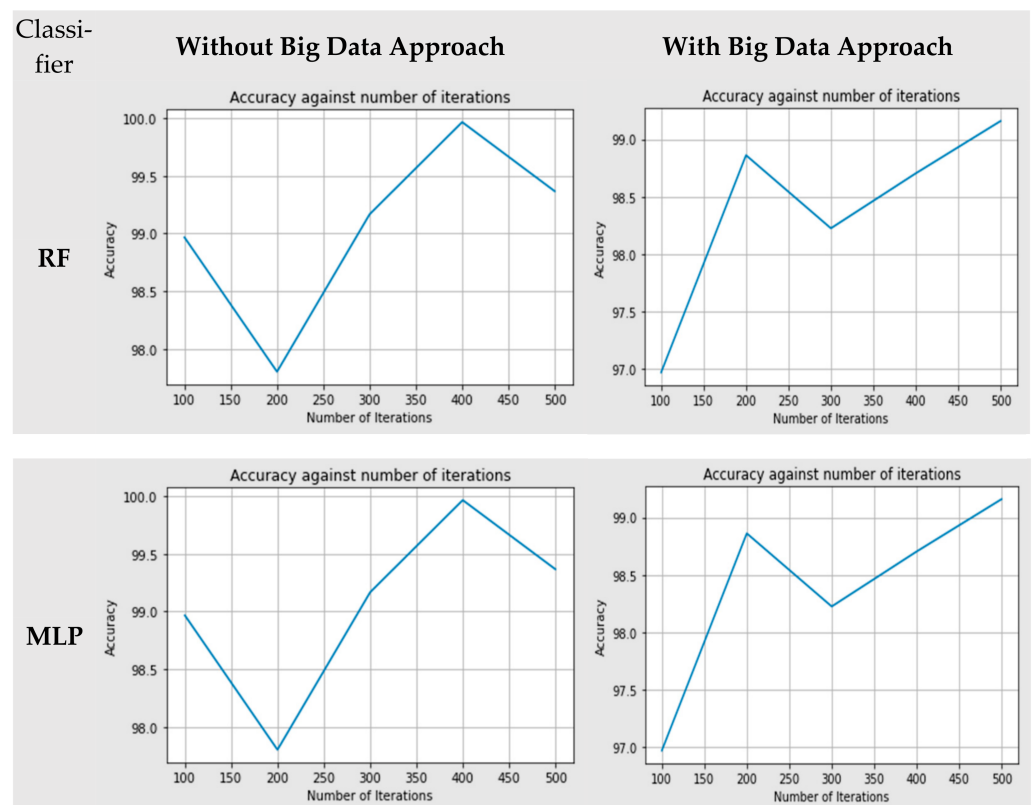 Classi-
fier
Without Big Data Approach
With Big Data Approach
RF
Accuracy against number of iterations
Accuracy
100.0
99.5
99.0
98.5
98.0
100 150 200 250 300 350 400 450 500
Number of Iterations
Accuracy against number of iterations
Accuracy
99.0
98.5
98.0
97.5
97.0
100 150 200 250 300 350 400 450 500
Number of Iterations
MLP
Accuracy against number of iterations
Accuracy
100.0
99.5
99.0
98.5
98.0
100 150 200 250 300 350 400 450 500
Number of Iterations
Accuracy against number of iterations
Accuracy
99.0
98.5
98.0
97.5
97.0
100 150 200 250 300 350 400 450 500
Number of Iterations